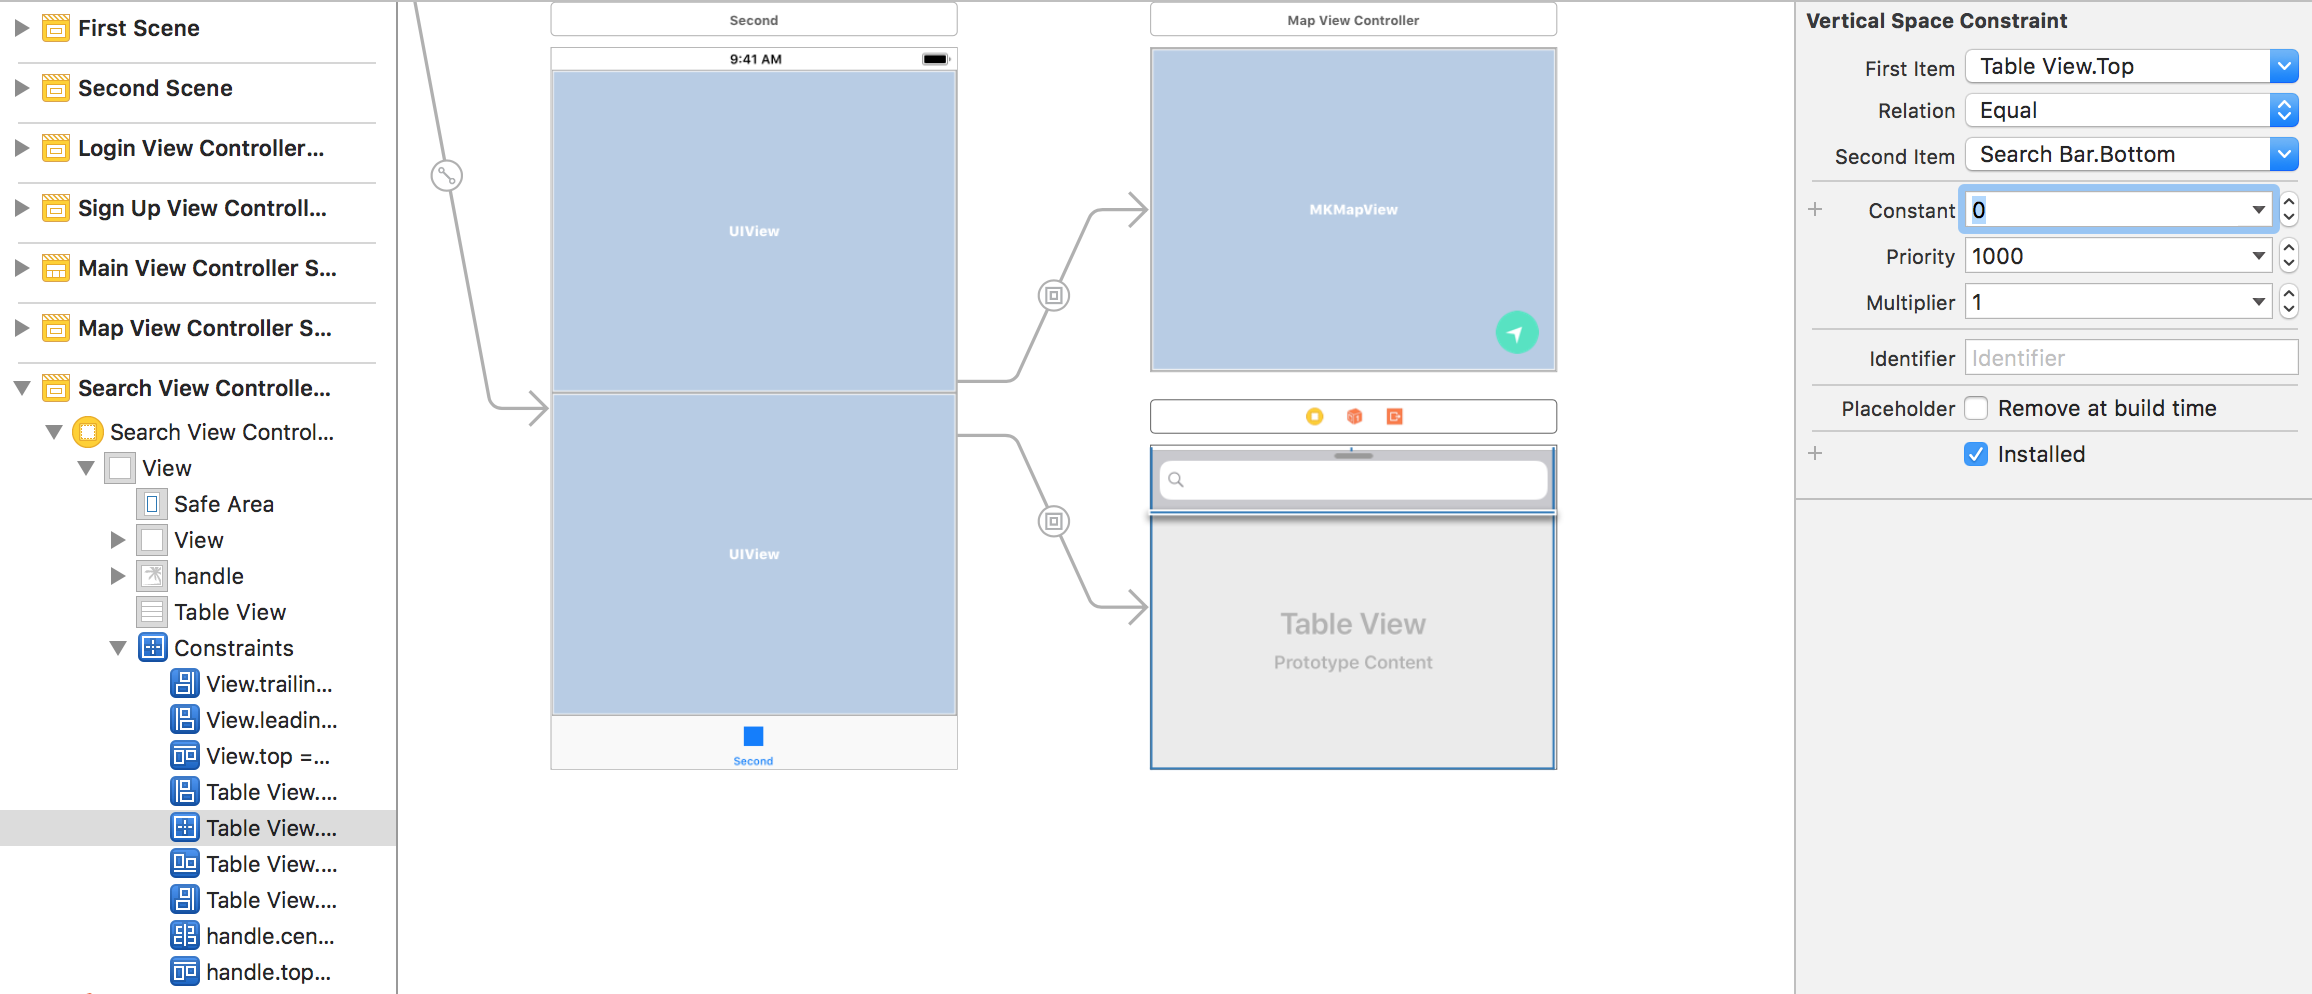 First Scene
Second Scene
Login View Controller...
Sign Up View Controll...
Main View Controller S...
Map View Controller S...
Search View Controlle...
Search View Control...
View
Safe Area
View
handle
Table View
Constraints
View.trailin...
View.leadin...
View.top =...
Table View....
Table View....
Table View....
Table View....
handle.cen...
handle.top...
Second
9:41 AM
UIView
UIView
Second
Map View Controller
MKMapView
Table View
Prototype Content
Vertical Space Constraint
First Item Table View.Top
Relation Equal
Second Item Search Bar.Bottom
+ Constant 0
Priority 1000
Multiplier 1
Identifier Identifier
Placeholder Remove at build time
+ Installed